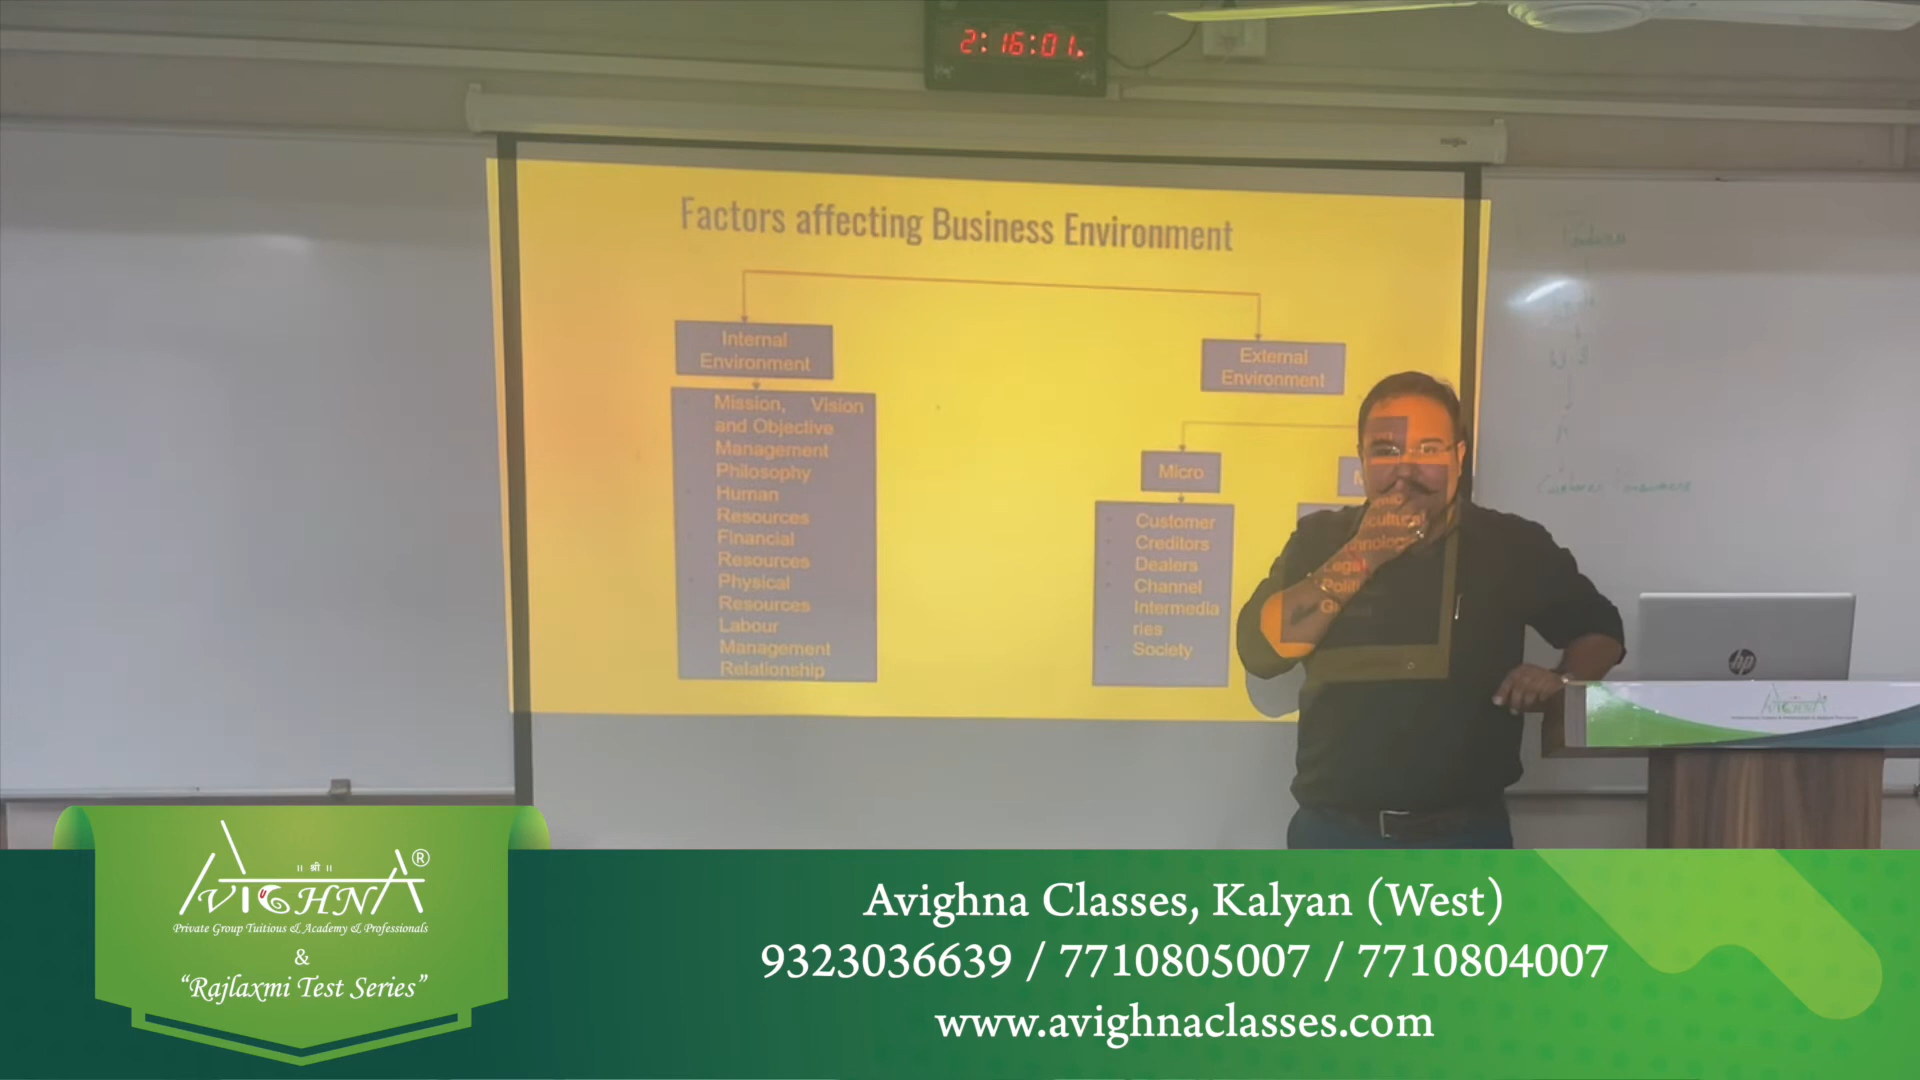 2:16:01
Factors affecting Business Environment
Internal
Environment
Mission, Vision
and Objective
Management
Philosophy
Human
Resources
Financial
Resources
Physical
Resources
Labour
Management
Relationship
External
Environment
Micro
Customer
Creditors
Dealers
Channel
Intermedia
ries
Society
hp
AVIGHNA
॥ श्री ॥
AVIGHNA®
Private Group Tuitions & Academy & Professionals
&
“Rajlaxmi Test Series”
Avighna Classes, Kalyan (West)
9323036639 / 7710805007 / 7710804007
www.avighnaclasses.com